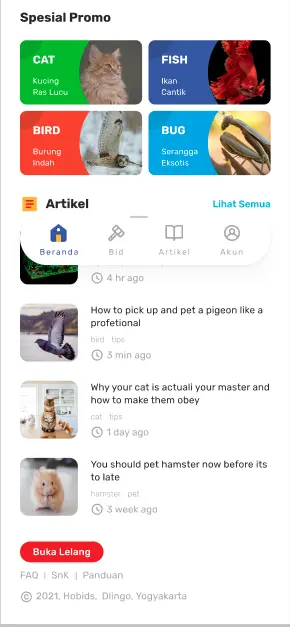 Spesial Promo
CAT
Kucing
Ras Lucu
FISH
Ikan
Cantik
BIRD
Burung
Indah
BUG
Serangga
Eksotis
Artikel
Lihat Semua
Beranda
Bid
Artikel
Akun
4 hr ago
How to pick up and pet a pigeon like a
profetional
bird tips
3 min ago
Why your cat is actuali your master and
how to make them obey
cat tips
1 day ago
You should pet hamster now before its
to late
hamster pet
3 week ago
Buka Lelang
FAQ | SnK | Panduan
© 2021, Hobids, Dlingo, Yogyakarta